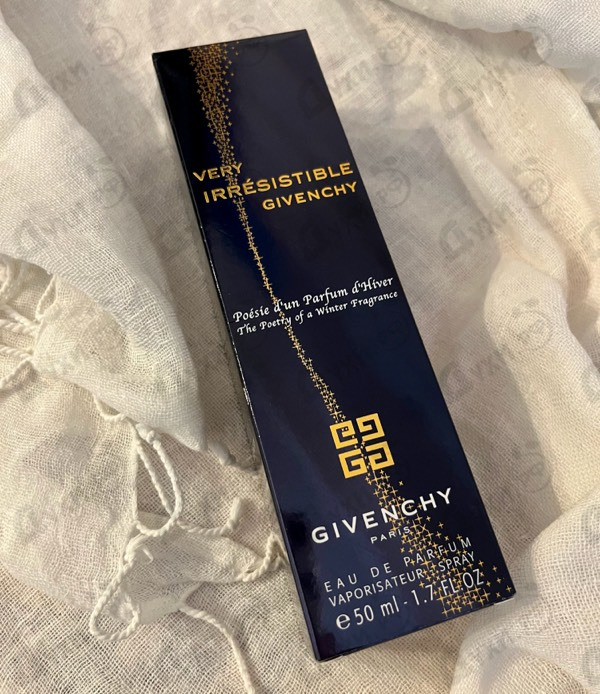 VERY
IRRÉSISTIBLE
GIVENCHY
Poésie d'un Parfum d'Hiver
The Poetry of a Winter Fragrance
GIVENCHY
PARIS
EAU DE PARFUM
VAPORISATEUR-SPRAY
℮ 50 ml - 1.7 FL.OZ.